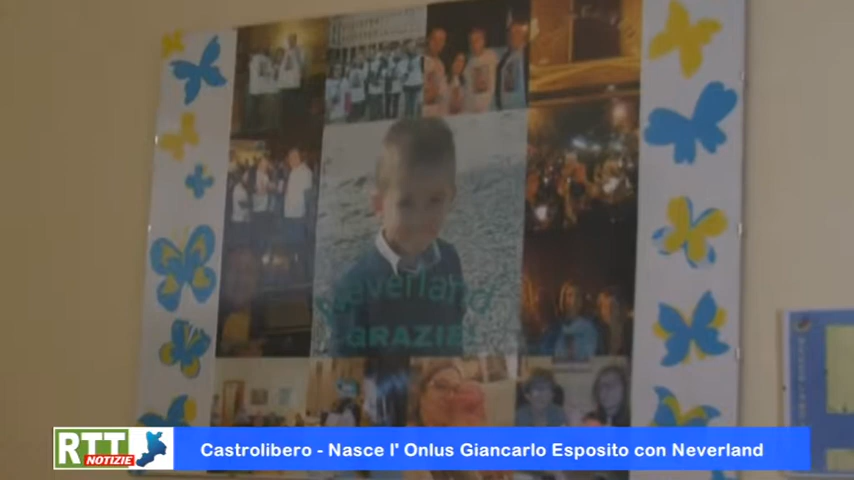 Neverland
GRAZIE
RTT
NOTIZIE
Castrolibero - Nasce l' Onlus Giancarlo Esposito con Neverland